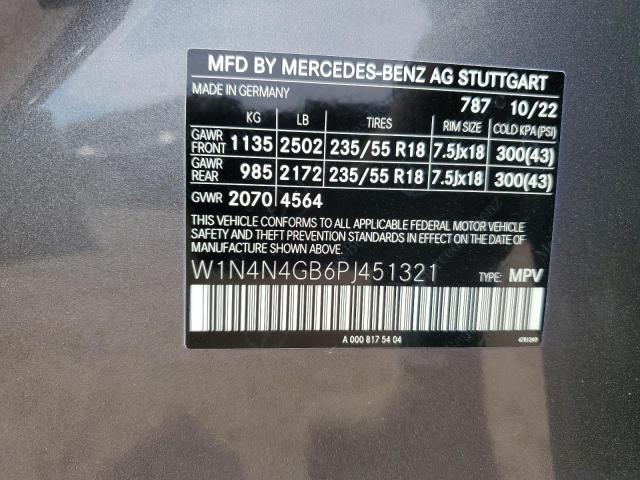 MFD BY MERCEDES-BENZ AG STUTTGART
MADE IN GERMANY
787 10/22
KG LB TIRES RIM SIZE COLD KPA(PSI)
GAWR FRONT 1135 2502 235/55 R18 7.5Jx18 300(43)
GAWR REAR 985 2172 235/55 R18 7.5Jx18 300(43)
GVWR 2070 4564
THIS VEHICLE CONFORMS TO ALL APPLICABLE FEDERAL MOTOR VEHICLE
SAFETY AND THEFT PREVENTION STANDARDS IN EFFECT ON THE DATE OF
MANUFACTURE SHOWN ABOVE.
W1N4N4GB6PJ451321 TYPE: MPV
A 000 817 54 04